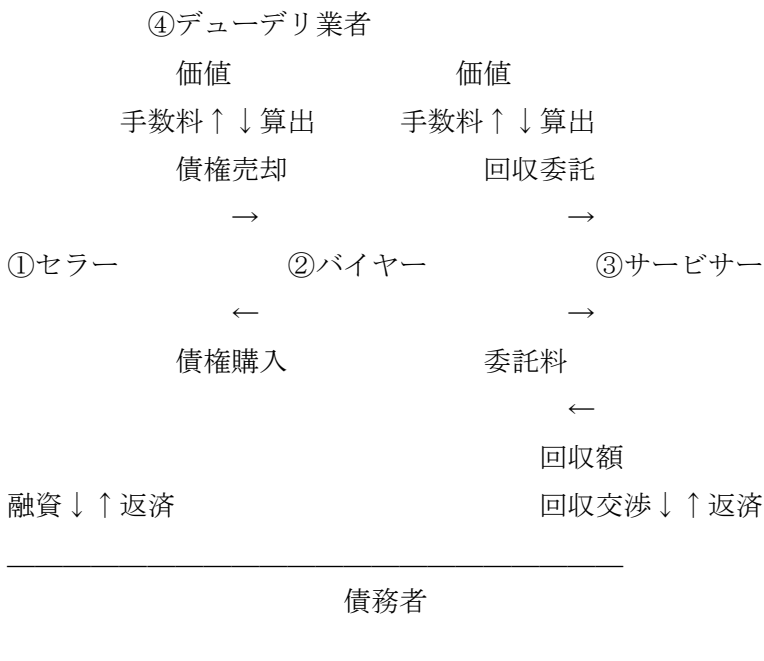 ④デューデリ業者
価値　価値
手数料↑↓算出　手数料↑↓算出
債権売却　回収委託
→　→
①セラー　②バイヤー　③サービサー
←　→
債権購入　委託料
←
回収額
融資↓↑返済　回収交渉↓↑返済
債務者